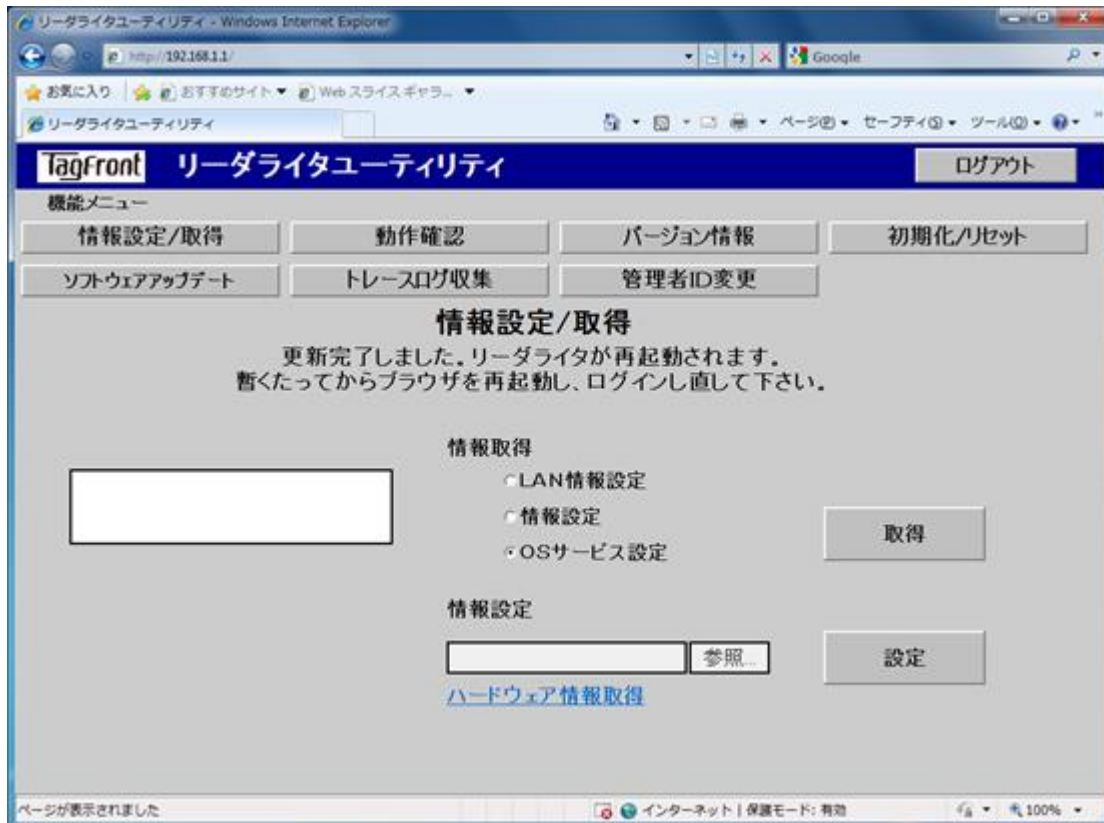 リーダライタユーティリティ - Windows Internet Explorer
http://192.168.1.1/
Google
お気に入り おすすめサイト Web スライス ギャラ...
リーダライタユーティリティ
ページ(P) セーフティ(S) ツール(O)
TagFront リーダライタユーティリティ ログアウト
機能メニュー
情報設定/取得 動作確認 バージョン情報 初期化/リセット
ソフトウェアアップデート トレースログ収集 管理者ID変更
情報設定/取得
更新完了しました。リーダライタが再起動されます。
暫くたってからブラウザを再起動し、ログインし直して下さい。
情報取得
LAN情報設定
情報設定
OSサービス設定
取得
情報設定
参照...
設定
ハードウェア情報取得
ページが表示されました インターネット | 保護モード: 有効 100%